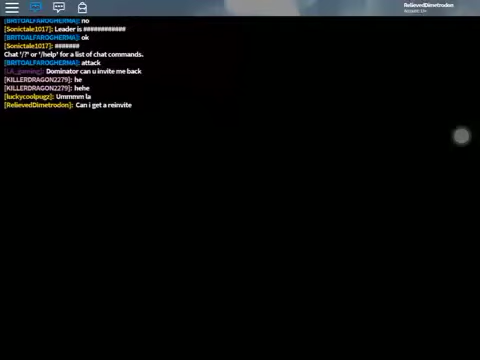 RelievedDimetrodon
[BRITOALFAROGHERMA]: no
[Sonictale1017]: Leader is ############
[BRITOALFAROGHERMA]: ok
[Sonictale1017]: #######
Chat '/?' or '/help' for a list of chat commands.
[BRITOALFAROGHERMA]: attack
Dominator can u invite me back
[KILLERDRAGON2279]: he
[KILLERDRAGON2279]: hehe
[luckycoolpugz]: Ummmm la
[RelievedDimetrodon]: Can i get a reinvite